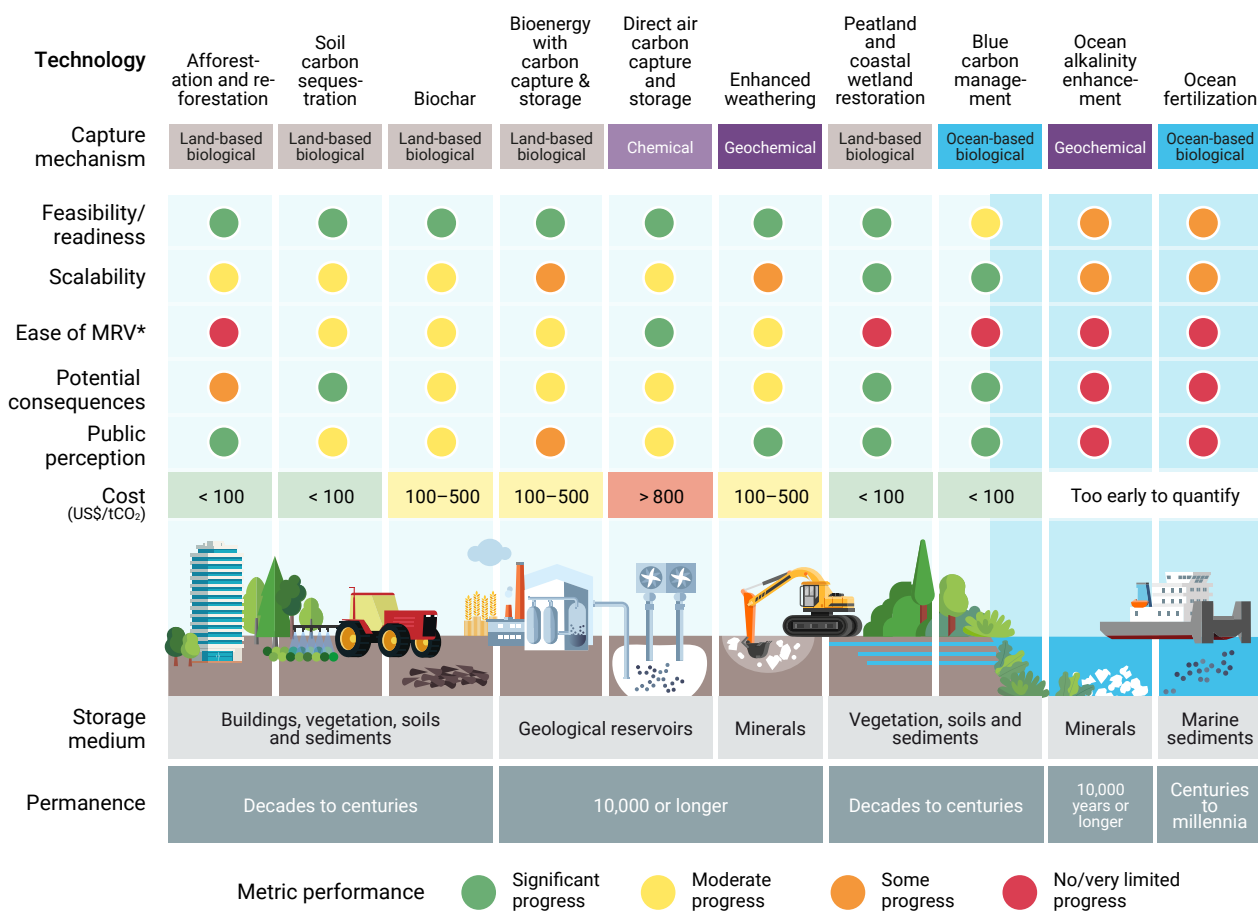 Technology
Afforest-
ation and re-
forestation
Soil
carbon
seques-
tration
Biochar
Bioenergy
with
carbon
capture &
storage
Direct air
carbon
capture
and
storage
Enhanced
weathering
Peatland
and
coastal
wetland
restoration
Blue
carbon
manage-
ment
Ocean
alkalinity
enhance-
ment
Ocean
fertilization
Capture
mechanism
Land-based
biological
Land-based
biological
Land-based
biological
Land-based
biological
Chemical
Geochemical
Land-based
biological
Ocean-based
biological
Geochemical
Ocean-based
biological
Feasibility/
readiness
Scalability
Ease of MRV*
Potential
consequences
Public
perception
Cost
(US$/tCO₂)
< 100
< 100
100–500
100–500
> 800
100–500
< 100
< 100
Too early to quantify
Storage
medium
Buildings, vegetation, soils
and sediments
Geological reservoirs
Minerals
Vegetation, soils and
sediments
Minerals
Marine
sediments
Permanence
Decades to centuries
10,000 or longer
Decades to centuries
10,000
years or
longer
Centuries
to
millennia
Metric performance
Significant
progress
Moderate
progress
Some
progress
No/very limited
progress